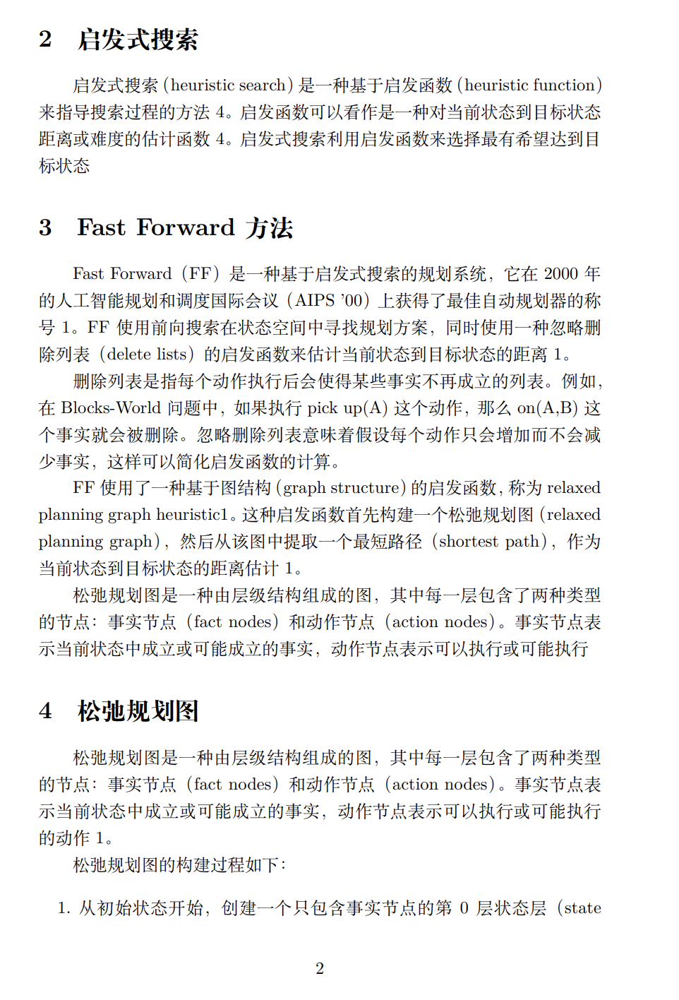 2 启发式搜索
启发式搜索（heuristic search）是一种基于启发函数（heuristic function）
来指导搜索过程的方法 4。启发函数可以看作是一种对当前状态到目标状态
距离或难度的估计函数 4。启发式搜索利用启发函数来选择最有希望达到目
标状态
3 Fast Forward 方法
Fast Forward（FF）是一种基于启发式搜索的规划系统，它在 2000 年
的人工智能规划和调度国际会议（AIPS ’00）上获得了最佳自动规划器的称
号 1。FF 使用前向搜索在状态空间中寻找规划方案，同时使用一种忽略删
除列表（delete lists）的启发函数来估计当前状态到目标状态的距离 1。
删除列表是指每个动作执行后会使得某些事实不再成立的列表。例如，
在 Blocks-World 问题中，如果执行 pick up(A) 这个动作，那么 on(A,B) 这
个事实就会被删除。忽略删除列表意味着假设每个动作只会增加而不会减
少事实，这样可以简化启发函数的计算。
FF 使用了一种基于图结构（graph structure）的启发函数，称为 relaxed
planning graph heuristic1。这种启发函数首先构建一个松弛规划图（relaxed
planning graph），然后从该图中提取一个最短路径（shortest path），作为
当前状态到目标状态的距离估计 1。
松弛规划图是一种由层级结构组成的图，其中每一层包含了两种类型
的节点：事实节点（fact nodes）和动作节点（action nodes）。事实节点表
示当前状态中成立或可能成立的事实，动作节点表示可以执行或可能执行
4 松弛规划图
松弛规划图是一种由层级结构组成的图，其中每一层包含了两种类型
的节点：事实节点（fact nodes）和动作节点（action nodes）。事实节点表
示当前状态中成立或可能成立的事实，动作节点表示可以执行或可能执行
的动作 1。
松弛规划图的构建过程如下：
1. 从初始状态开始，创建一个只包含事实节点的第 0 层状态层（state
2